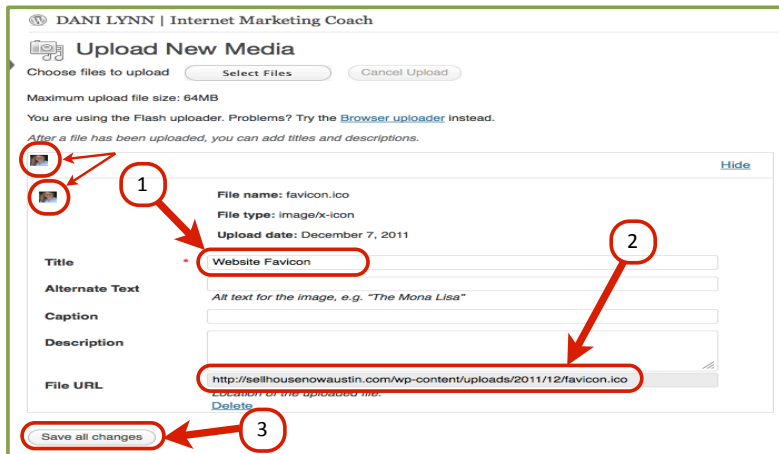 DANI LYNN | Internet Marketing Coach
Upload New Media
Choose files to upload Select Files Cancel Upload
Maximum upload file size: 64MB
You are using the Flash uploader. Problems? Try the Browser uploader instead.
After a file has been uploaded, you can add titles and descriptions.
Hide
1
File name: favicon.ico
File type: image/x-icon
Upload date: December 7, 2011
2
Title * Website Favicon
Alternate Text
Alt text for the image, e.g. "The Mona Lisa"
Caption
Description
File URL http://sellhousenowaustin.com/wp-content/uploads/2011/12/favicon.ico
Location of the uploaded file.
Delete
Save all changes
3